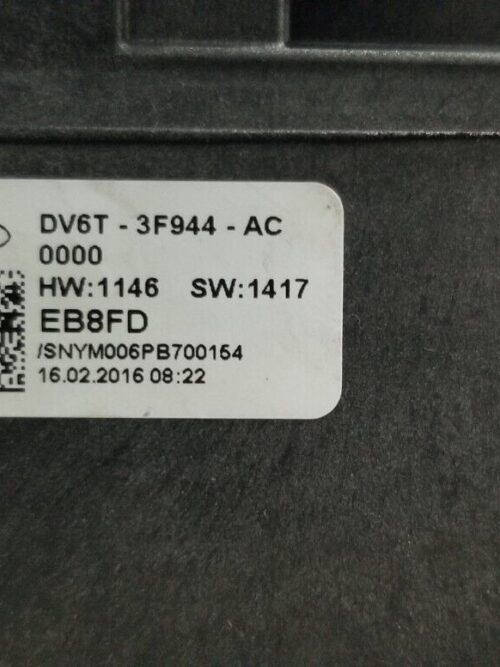 DV6T - 3F944 - AC
0000
HW:1146 SW:1417
EB8FD
/SNYM006PB700154
16.02.2016 08:22